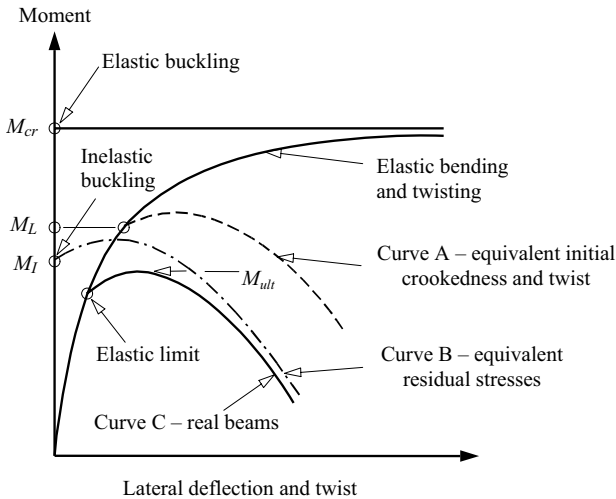 Moment
Elastic buckling
M_cr
Inelastic
buckling
Elastic bending
and twisting
M_L
M_I
Curve A – equivalent initial
crookedness and twist
M_ult
Elastic limit
Curve B – equivalent
residual stresses
Curve C – real beams
Lateral deflection and twist